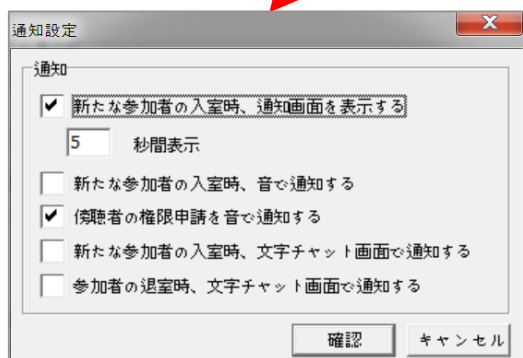 通知設定
通知
新たな参加者の入室時、通知画面を表示する
5 秒間表示
新たな参加者の入室時、音で通知する
傍聴者の権限申請を音で通知する
新たな参加者の入室時、文字チャット画面で通知する
参加者の退室時、文字チャット画面で通知する
確認 キャンセル